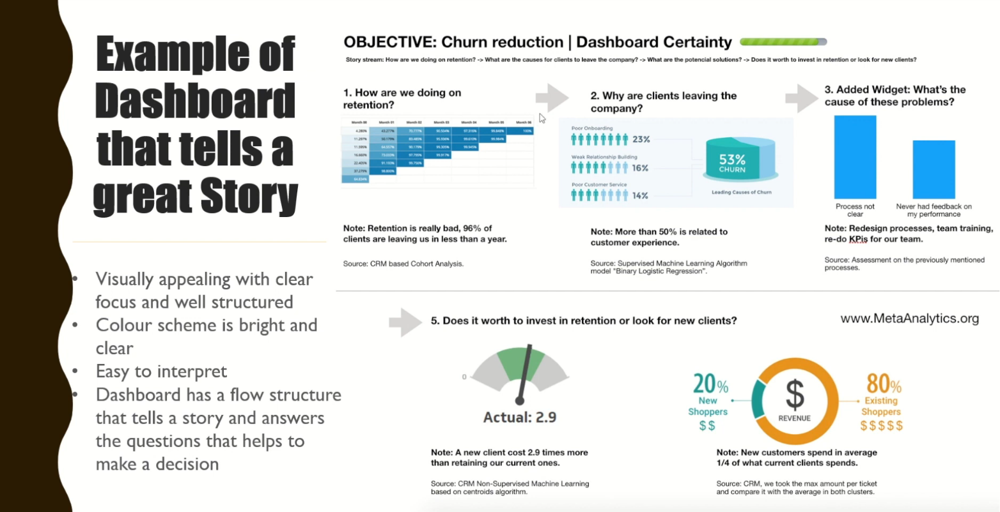 Example of
Dashboard
that tells a
great Story
• Visually appealing with clear
focus and well structured
• Colour scheme is bright and
clear
• Easy to interpret
• Dashboard has a flow structure
that tells a story and answers
the questions that helps to
make a decision
OBJECTIVE: Churn reduction | Dashboard Certainty
Story stream: How are we doing on retention? -> What are the causes for clients to leave the company? -> What are the potencial solutions? -> Does it worth to invest in retention or look for new clients?
1. How are we doing on
retention?
Month 00 Month 01 Month 02 Month 03 Month 04 Month 05 Month 06
4.280% 43.277% 70.777% 97.316% 99.848% 100%
11.297% 50.179% 83.485% 99.610% 99.984%
11.595% 64.557% 90.179% 99.305% 99.945%
16.660% 73.033% 97.795% 99.917%
22.405% 91.193% 99.756%
37.279% 98.800%
64.834%
Note: Retention is really bad, 96% of
clients are leaving us in less than a year.
Source: CRM based Cohort Analysis.
2. Why are clients leaving the
company?
Poor Onboarding
23%
Weak Relationship Building
16%
Poor Customer Service
14%
53%
CHURN
Leading Causes of Churn
Note: More than 50% is related to
customer experience.
Source: Supervised Machine Learning Algorithm
model "Binary Logistic Regression".
3. Added Widget: What's the
cause of these problems?
Process not
clear
Never had feedback on
my performance
Note: Redesign processes, team training,
re-do KPis for our team.
Source: Assessment on the previously mentioned
processes.
5. Does it worth to invest in retention or look for new clients?
www.MetaAnalytics.org
0
Actual: 2.9
Note: A new client cost 2.9 times more
than retaining our current ones.
Source: CRM Non-Supervised Machine Learning
based on centroids algorithm.
20%
New
Shoppers
$$
$
REVENUE
80%
Existing
Shoppers
$$$$$
Note: New customers spend in average
1/4 of what current clients spends.
Source: CRM, we took the max amount per ticket
and compare it with the average in both clusters.